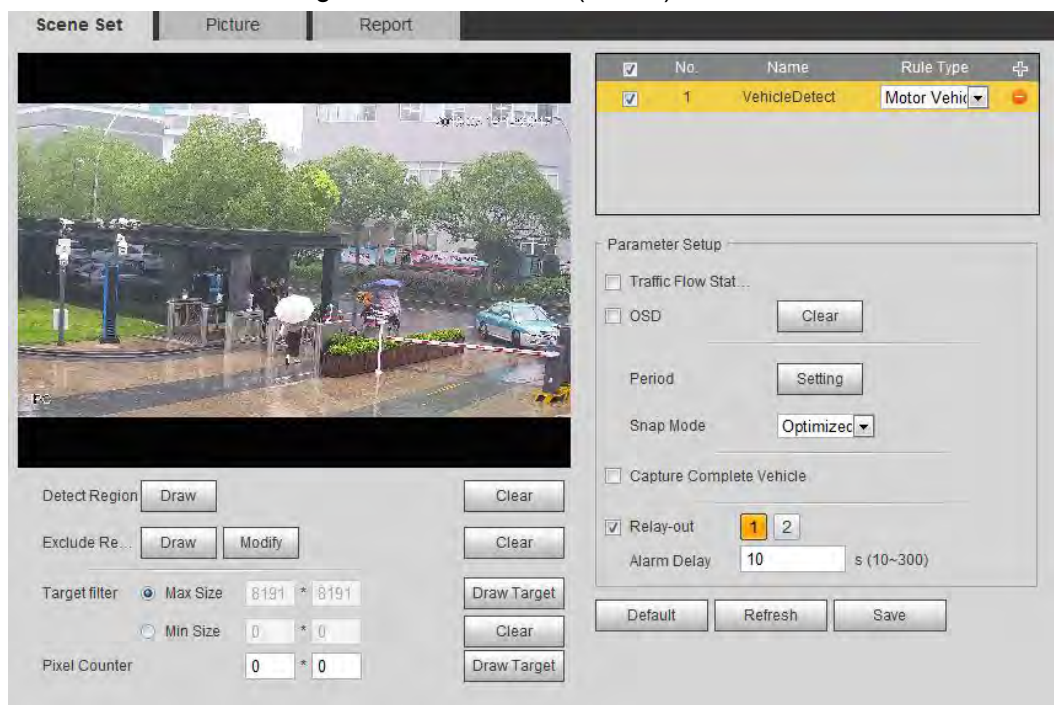 Scene Set Picture Report
No. Name Rule Type
1 VehicleDetect Motor Vehic
Parameter Setup
Traffic Flow Stat...
OSD Clear
Period Setting
Snap Mode Optimizec
Capture Complete Vehicle
Relay-out 1 2
Alarm Delay 10 s (10~300)
Default Refresh Save
Detect Region Draw Clear
Exclude Re... Draw Modify Clear
Target filter Max Size 8191 * 8191 Draw Target
Min Size 0 * 0 Clear
Pixel Counter 0 * 0 Draw Target